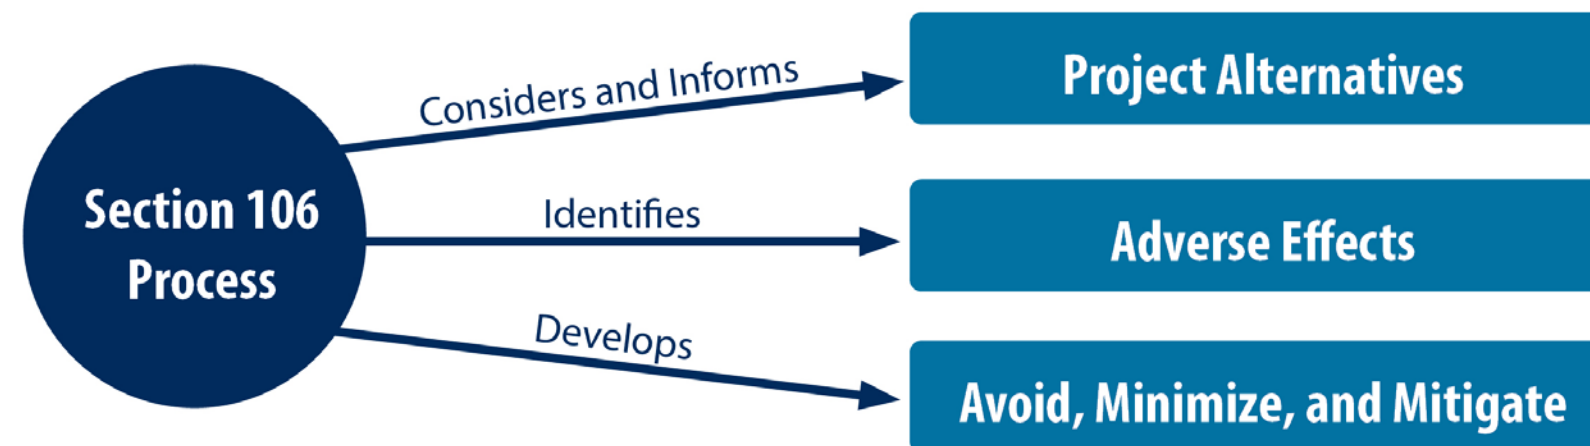 Section 106
Process
Considers and Informs
Project Alternatives
Identifies
Adverse Effects
Develops
Avoid, Minimize, and Mitigate